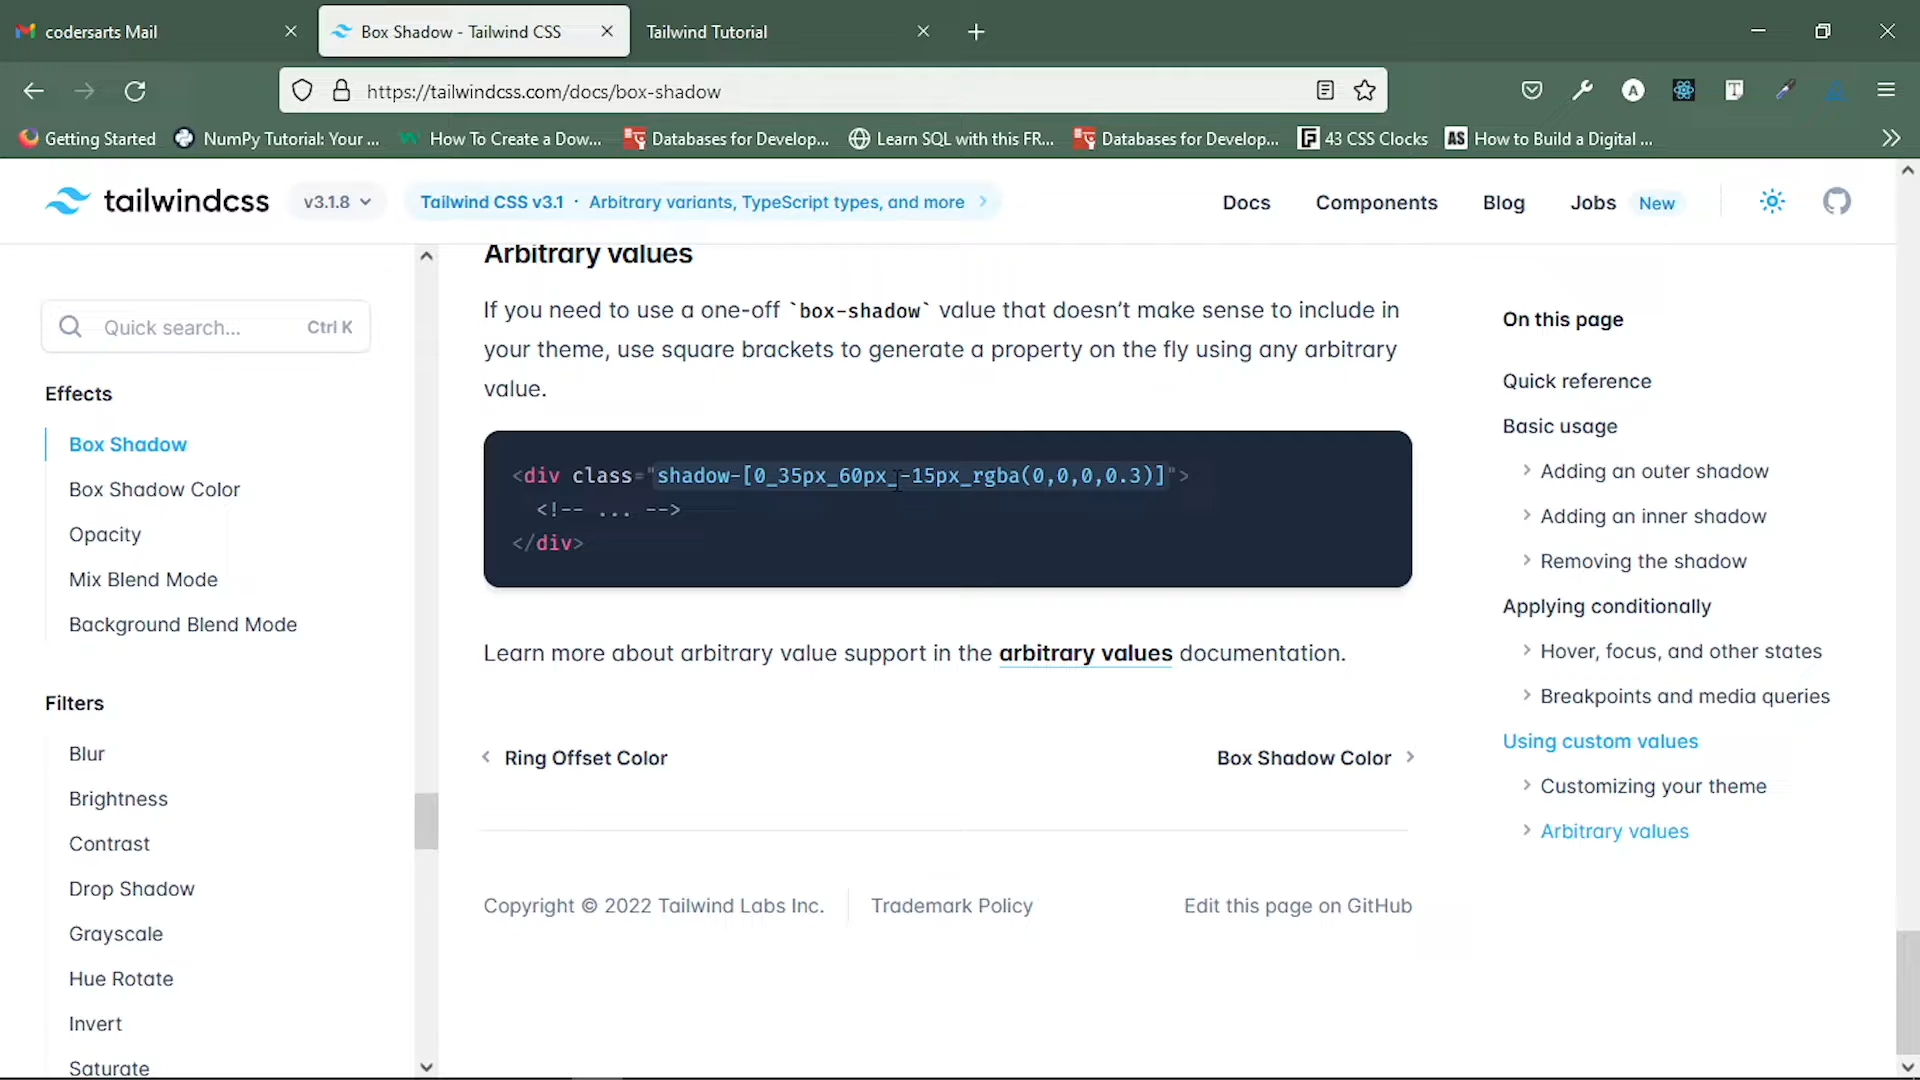 codersarts Mail
Box Shadow - Tailwind CSS
Tailwind Tutorial
https://tailwindcss.com/docs/box-shadow
Getting Started
NumPy Tutorial: Your ...
How To Create a Dow...
Databases for Develop...
Learn SQL with this FR...
Databases for Develop...
43 CSS Clocks
AS
How to Build a Digital ...
tailwindcss
v3.1.8
Tailwind CSS v3.1 · Arbitrary variants, TypeScript types, and more
Docs
Components
Blog
Jobs
New
Quick search...
Ctrl K
Effects
Box Shadow
Box Shadow Color
Opacity
Mix Blend Mode
Background Blend Mode
Filters
Blur
Brightness
Contrast
Drop Shadow
Grayscale
Hue Rotate
Invert
Saturate
Arbitrary values
If you need to use a one-off `box-shadow` value that doesn’t make sense to include in
your theme, use square brackets to generate a property on the fly using any arbitrary
value.
<div class="shadow-[0_35px_60px_-15px_rgba(0,0,0,0.3)]">
<!-- ... -->
</div>
Learn more about arbitrary value support in the arbitrary values documentation.
Ring Offset Color
Box Shadow Color
Copyright © 2022 Tailwind Labs Inc.
Trademark Policy
Edit this page on GitHub
On this page
Quick reference
Basic usage
Adding an outer shadow
Adding an inner shadow
Removing the shadow
Applying conditionally
Hover, focus, and other states
Breakpoints and media queries
Using custom values
Customizing your theme
Arbitrary values